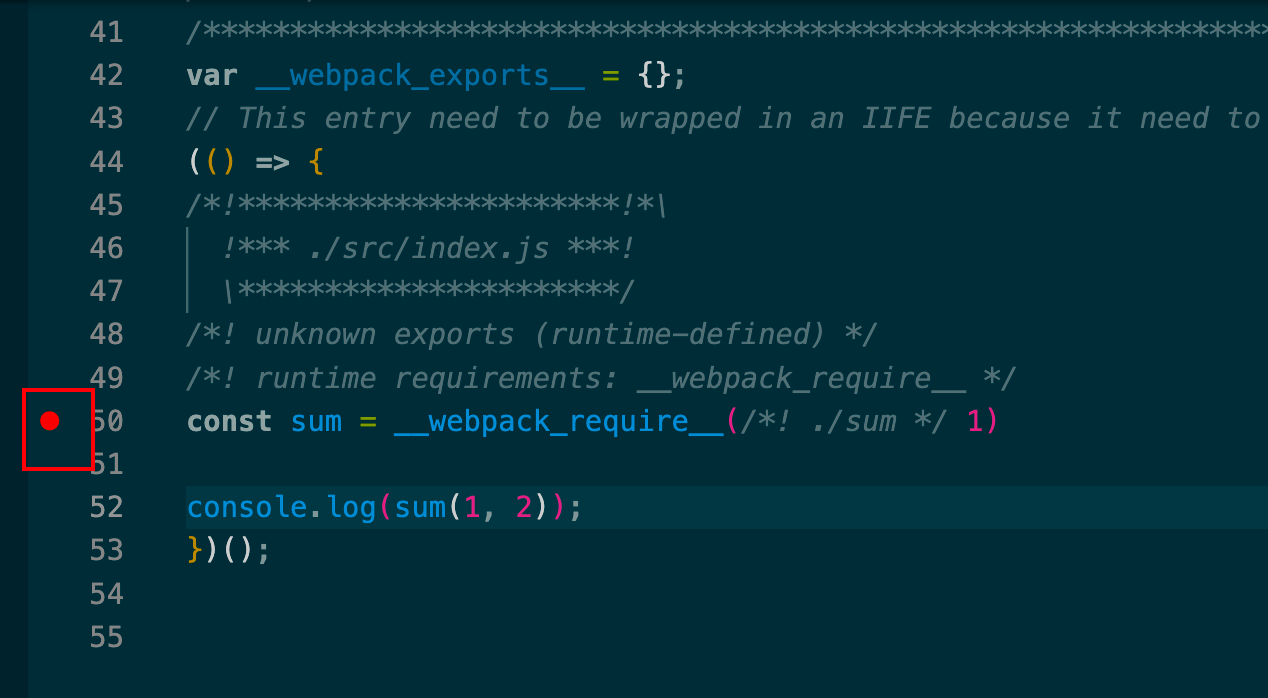 41 /**************************************************************
42 var __webpack_exports__ = {};
43 // This entry need to be wrapped in an IIFE because it need to
44 (() => {
45 /*!**********************!*\
46   !*** ./src/index.js ***!
47   \**********************/
48 /*! unknown exports (runtime-defined) */
49 /*! runtime requirements: __webpack_require__ */
50 const sum = __webpack_require__(/*! ./sum */ 1)
51
52 console.log(sum(1, 2));
53 })();
54
55